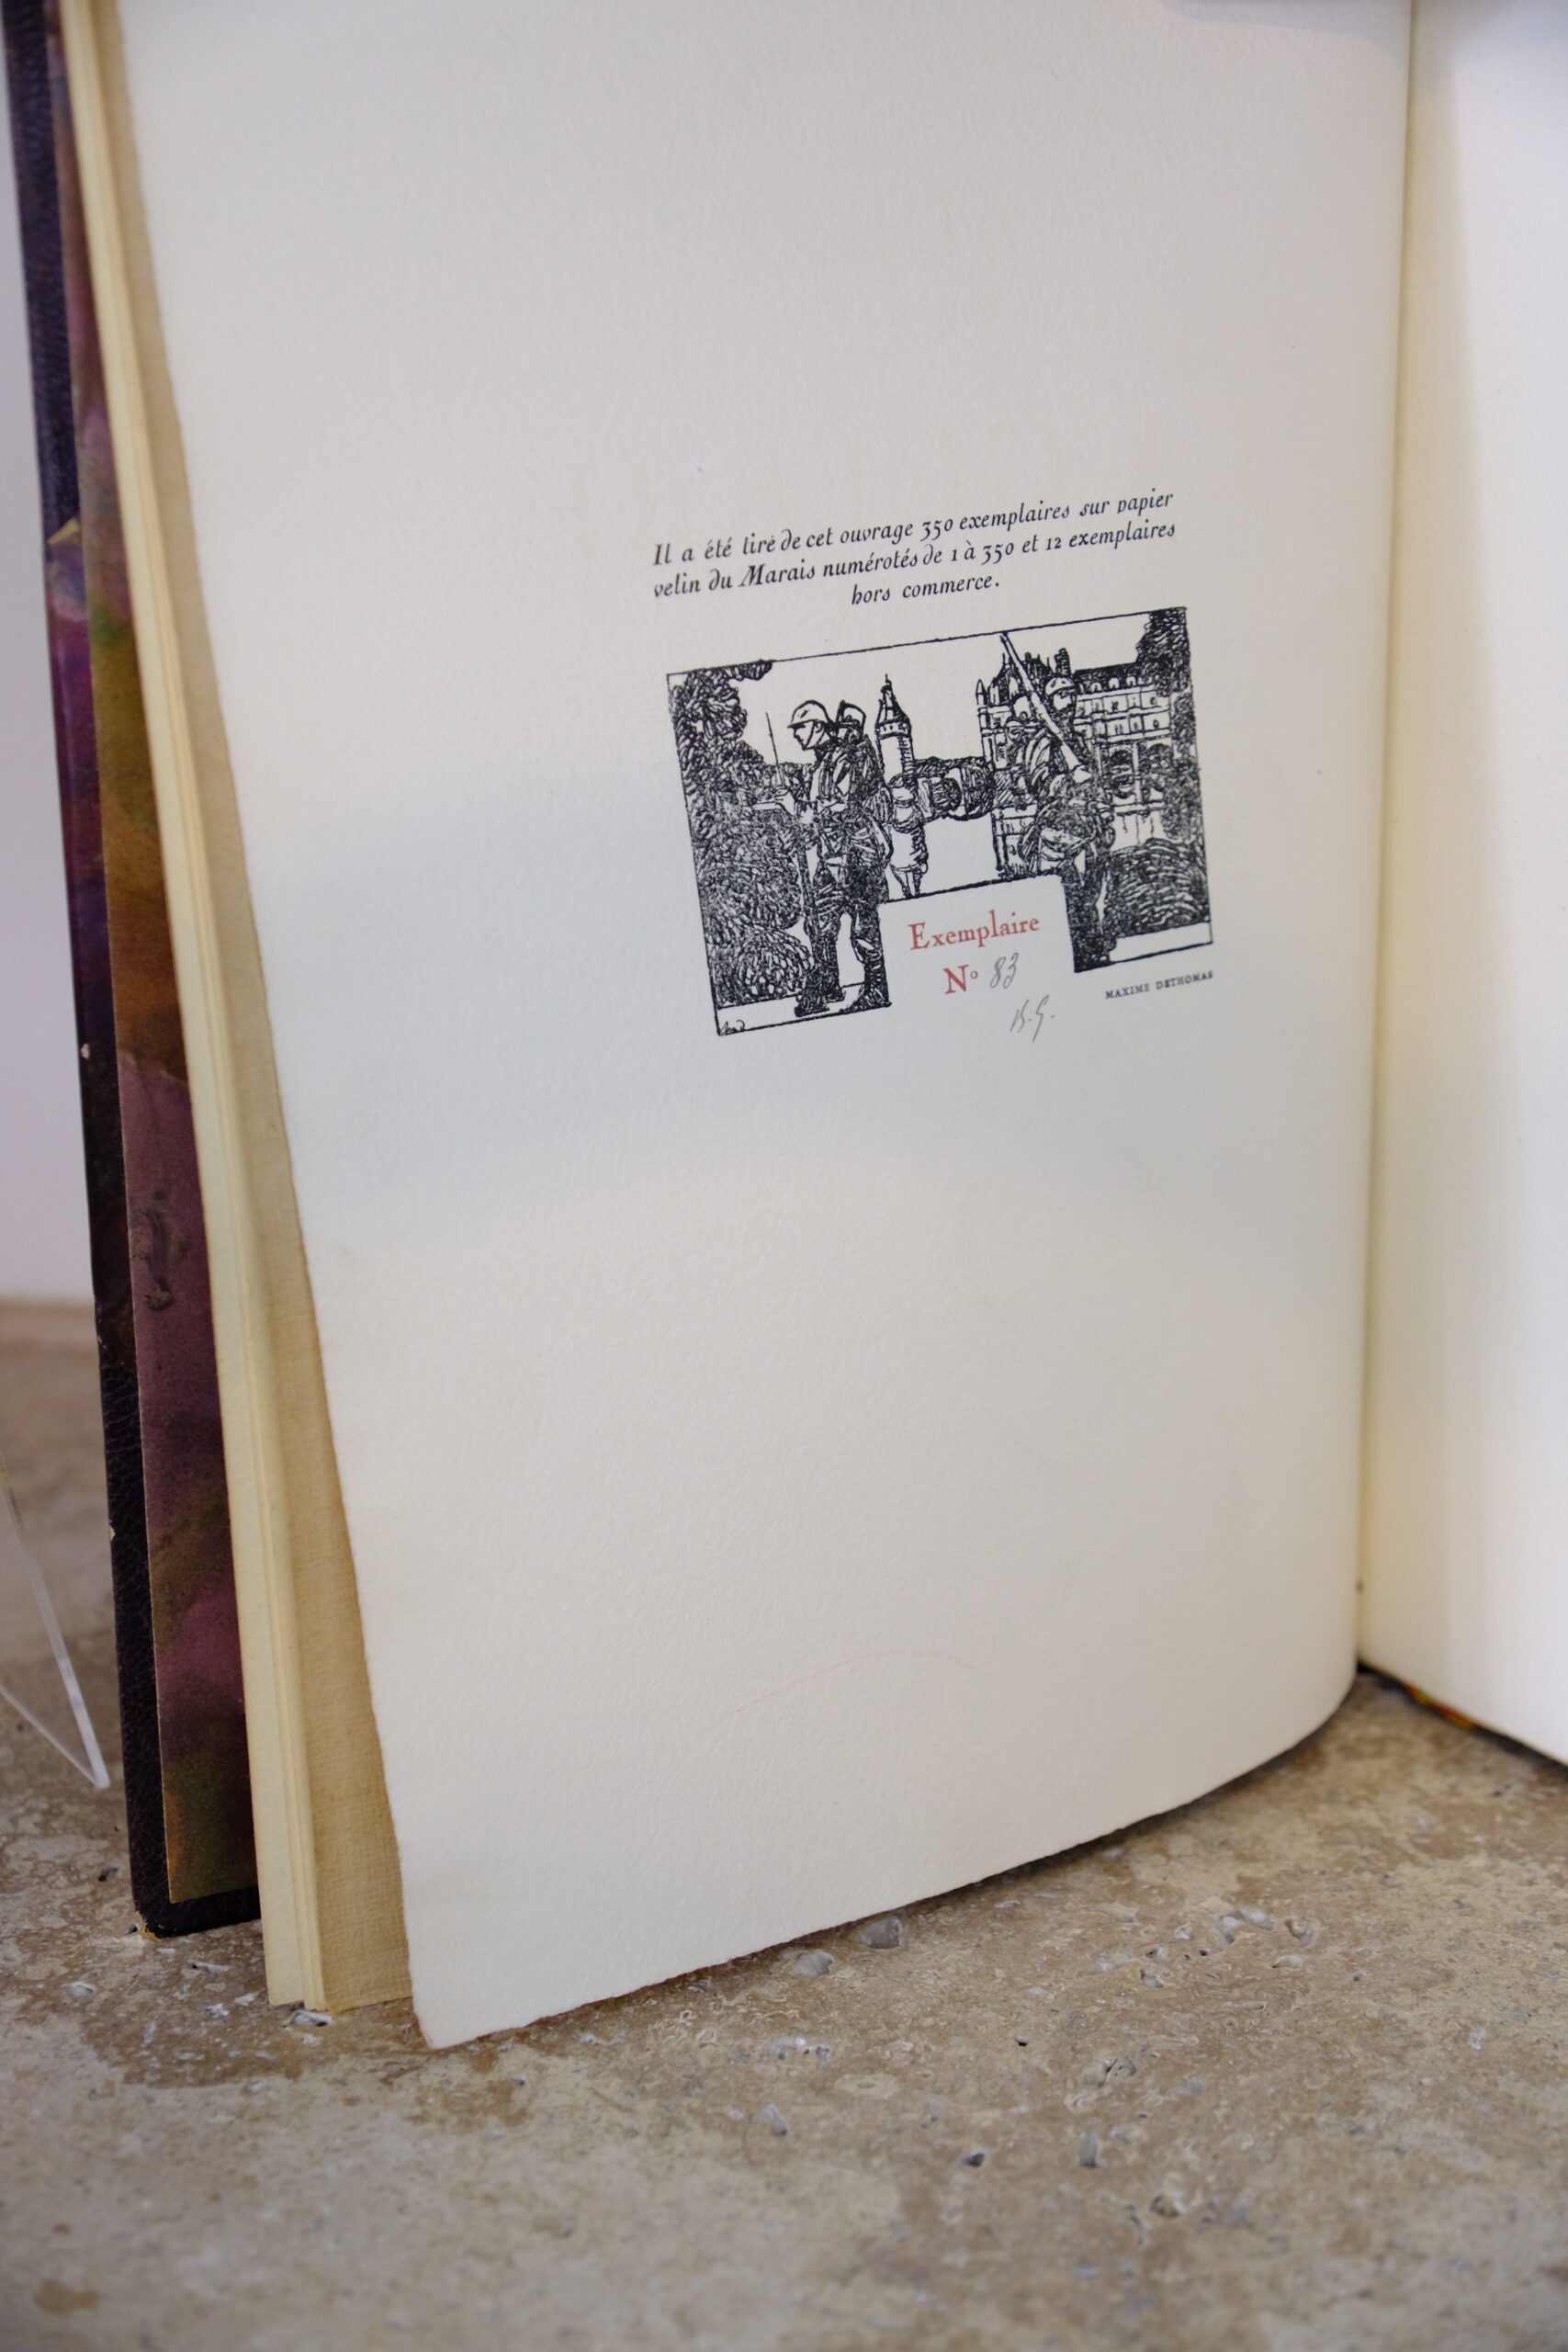 Il a été tiré de cet ouvrage 350 exemplaires sur papier
velin du Marais numérotés de 1 à 350 et 12 exemplaires
hors commerce.
Exemplaire
Nº 83
MAXIME DETHOMAS